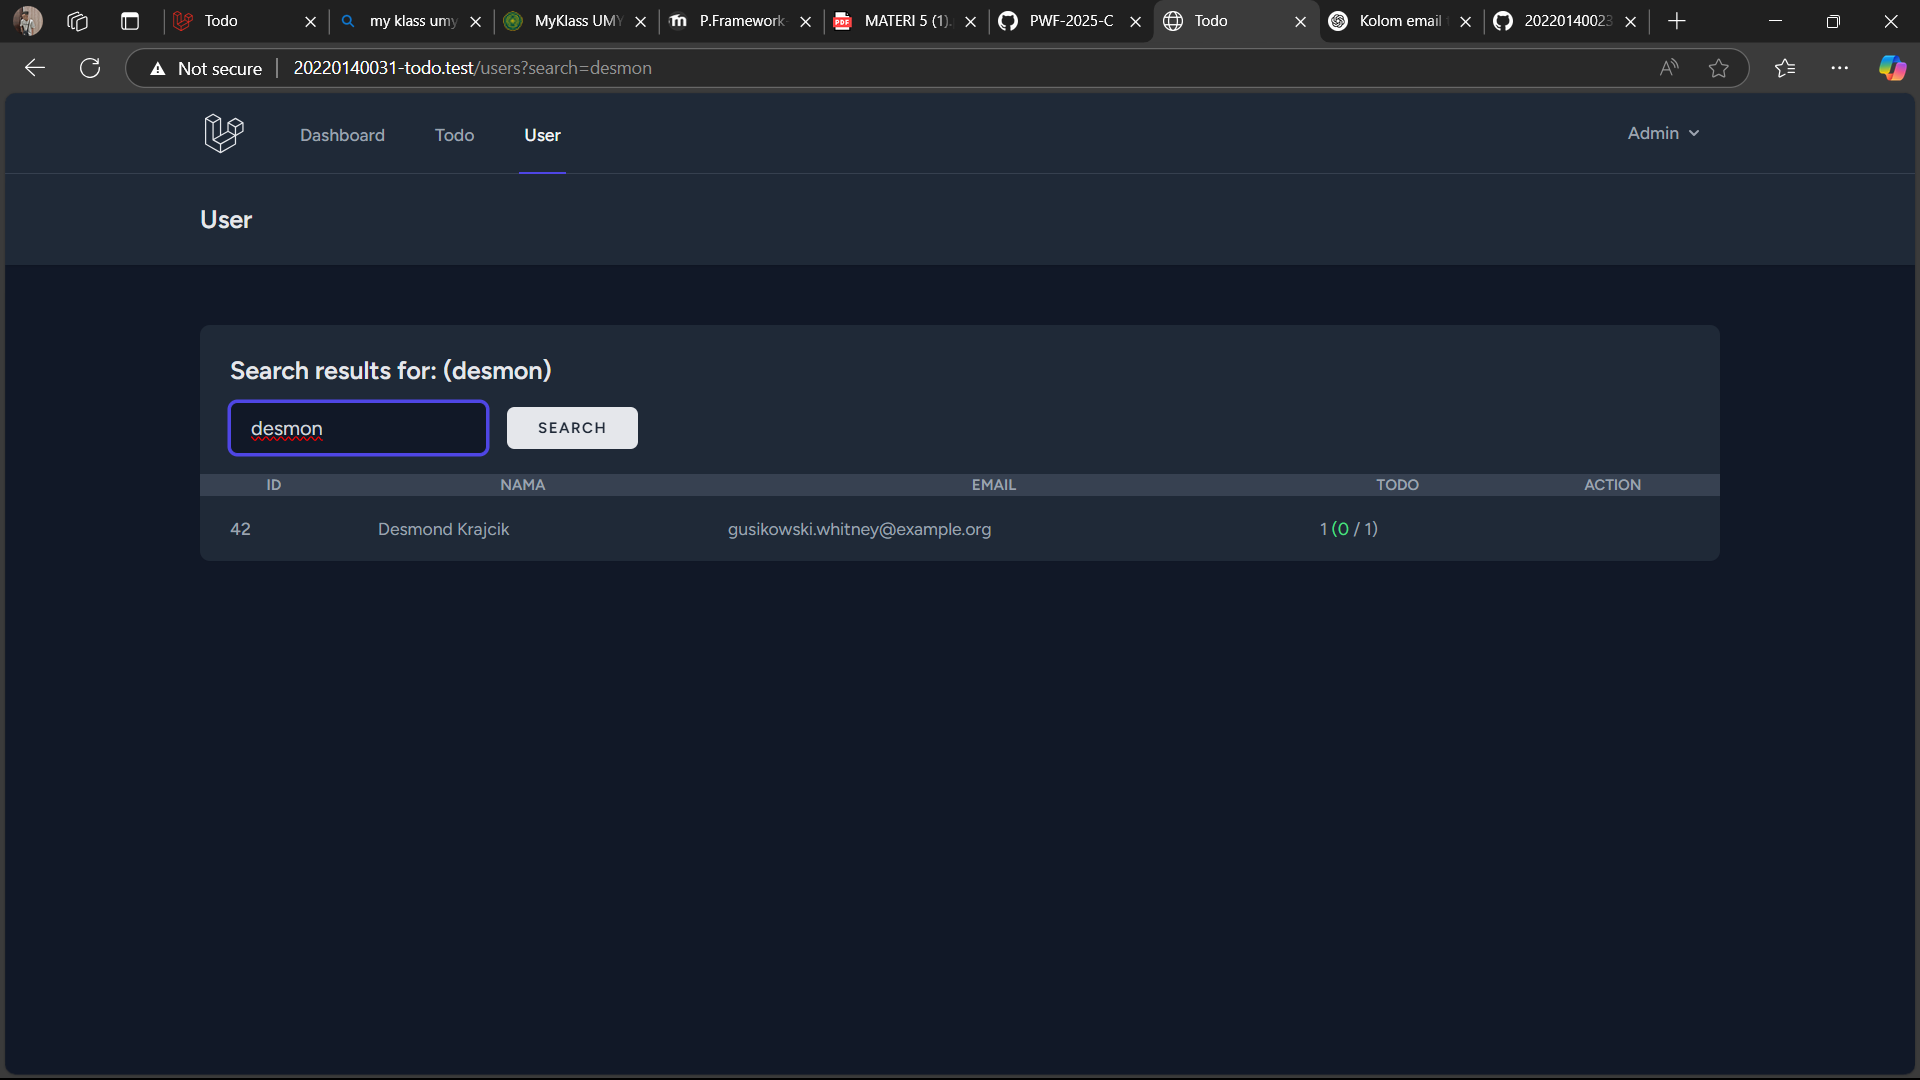 Todo
my klass umy
MyKlass UMY
P.Framework
MATERI 5 (1).
PWF-2025-C
Todo
Kolom email
20220140023
Not secure
20220140031-todo.test/users?search=desmon
Dashboard
Todo
User
Admin
User
Search results for: (desmon)
desmon
SEARCH
ID NAMA EMAIL TODO ACTION
42 Desmond Krajcik gusikowski.whitney@example.org 1 (0 / 1)